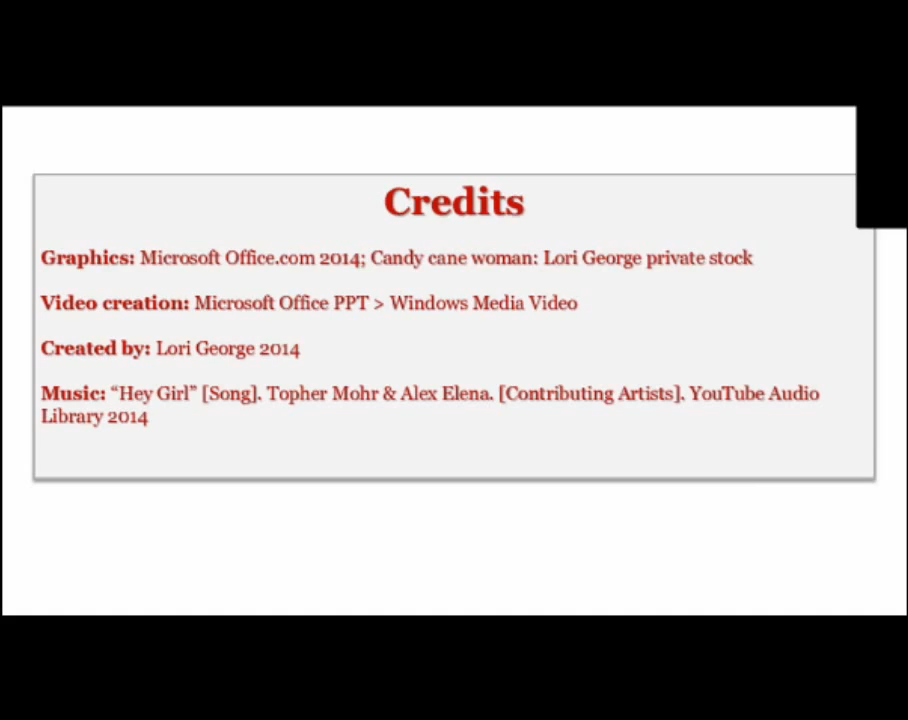 Credits
Graphics: Microsoft Office.com 2014; Candy cane woman: Lori George private stock
Video creation: Microsoft Office PPT > Windows Media Video
Created by: Lori George 2014
Music: “Hey Girl” [Song]. Topher Mohr & Alex Elena. [Contributing Artists]. YouTube Audio
Library 2014